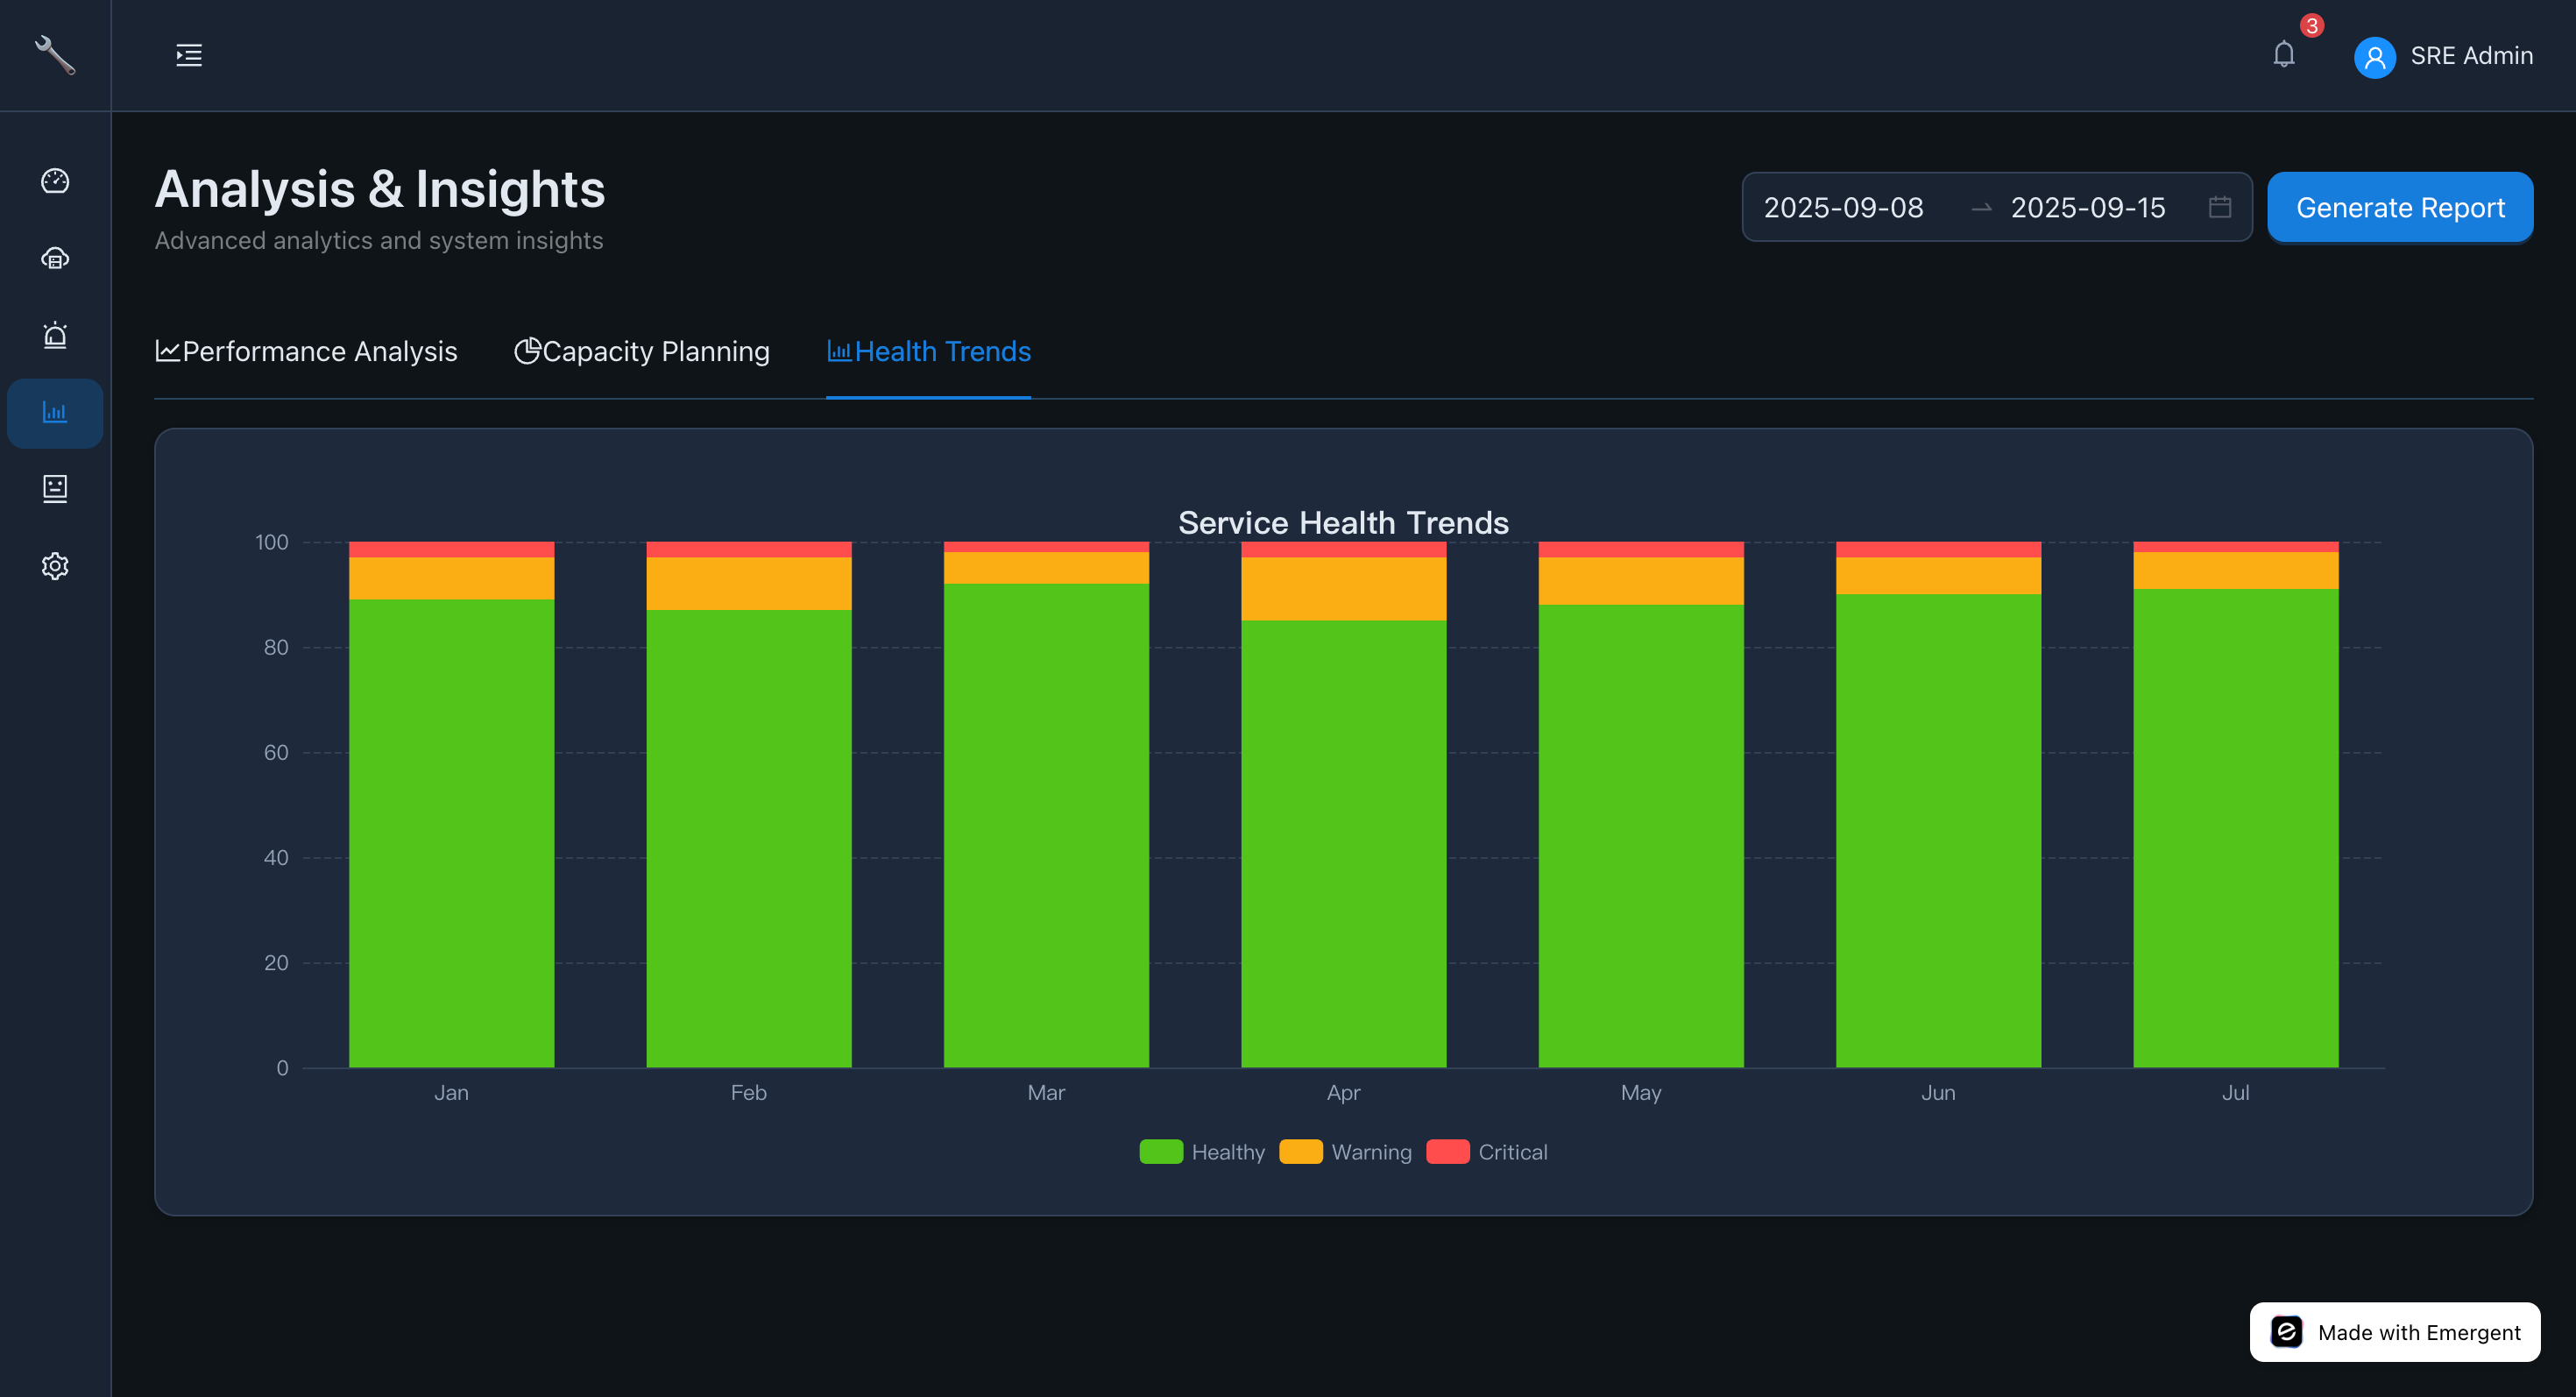 3
SRE Admin
Analysis & Insights
Advanced analytics and system insights
2025-09-08
2025-09-15
Generate Report
Performance Analysis
Capacity Planning
Health Trends
Service Health Trends
100
80
60
40
20
0
Jan
Feb
Mar
Apr
May
Jun
Jul
Healthy
Warning
Critical
Made with Emergent